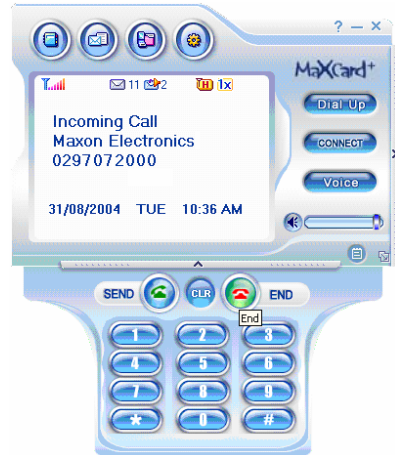 ? − ×
MaXCard+
11 2 H 1x
Dial Up
Incoming Call
Maxon Electronics
CONNECT
0297072000
Voice
31/08/2004 TUE 10:36 AM
SEND CLR END
End
1 2 3
4 5 6
7 8 9
* 0 #